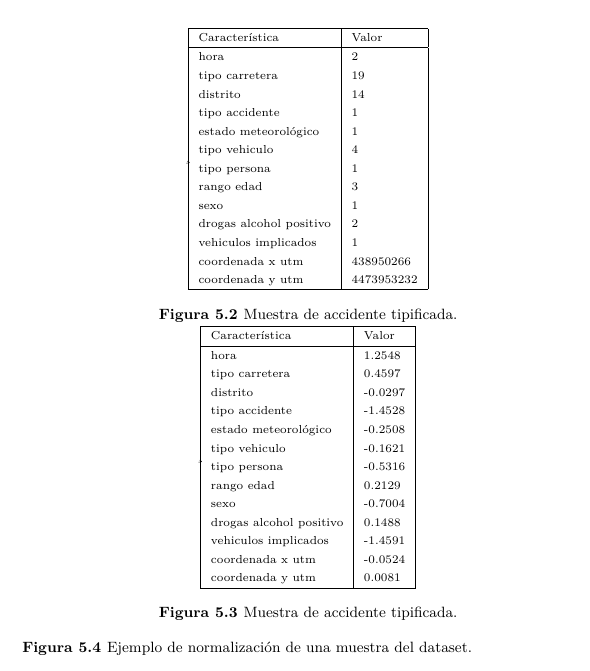 Característica Valor
hora 2
tipo carretera 19
distrito 14
tipo accidente 1
estado meteorológico 1
tipo vehiculo 4
tipo persona 1
rango edad 3
sexo 1
drogas alcohol positivo 2
vehiculos implicados 1
coordenada x utm 438950266
coordenada y utm 4473953232
Figura 5.2 Muestra de accidente tipificada.
Característica Valor
hora 1.2548
tipo carretera 0.4597
distrito -0.0297
tipo accidente -1.4528
estado meteorológico -0.2508
tipo vehiculo -0.1621
tipo persona -0.5316
rango edad 0.2129
sexo -0.7004
drogas alcohol positivo 0.1488
vehiculos implicados -1.4591
coordenada x utm -0.0524
coordenada y utm 0.0081
Figura 5.3 Muestra de accidente tipificada.
Figura 5.4 Ejemplo de normalización de una muestra del dataset.